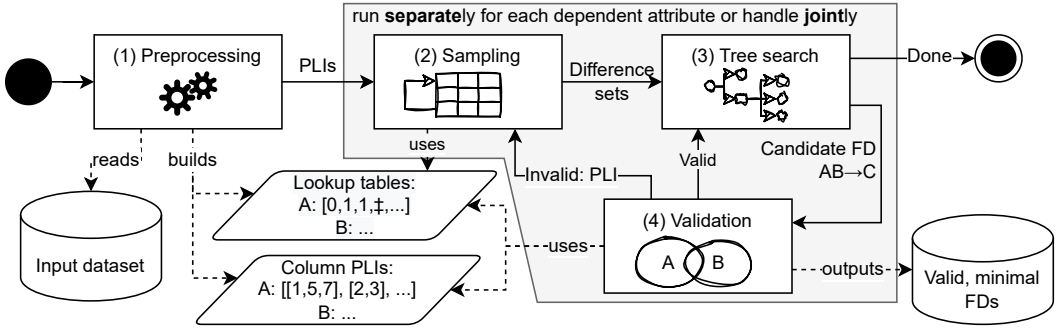 run separately for each dependent attribute or handle jointly
(1) Preprocessing
PLIs
(2) Sampling
Difference
sets
(3) Tree search
Done
reads
builds
uses
Invalid: PLI
Valid
Candidate FD
AB→C
Lookup tables:
A: [0,1,1,‡,...]
B: ...
Input dataset
Column PLIs:
A: [[1,5,7], [2,3], ...]
B: ...
uses
(4) Validation
A
B
outputs
Valid, minimal
FDs